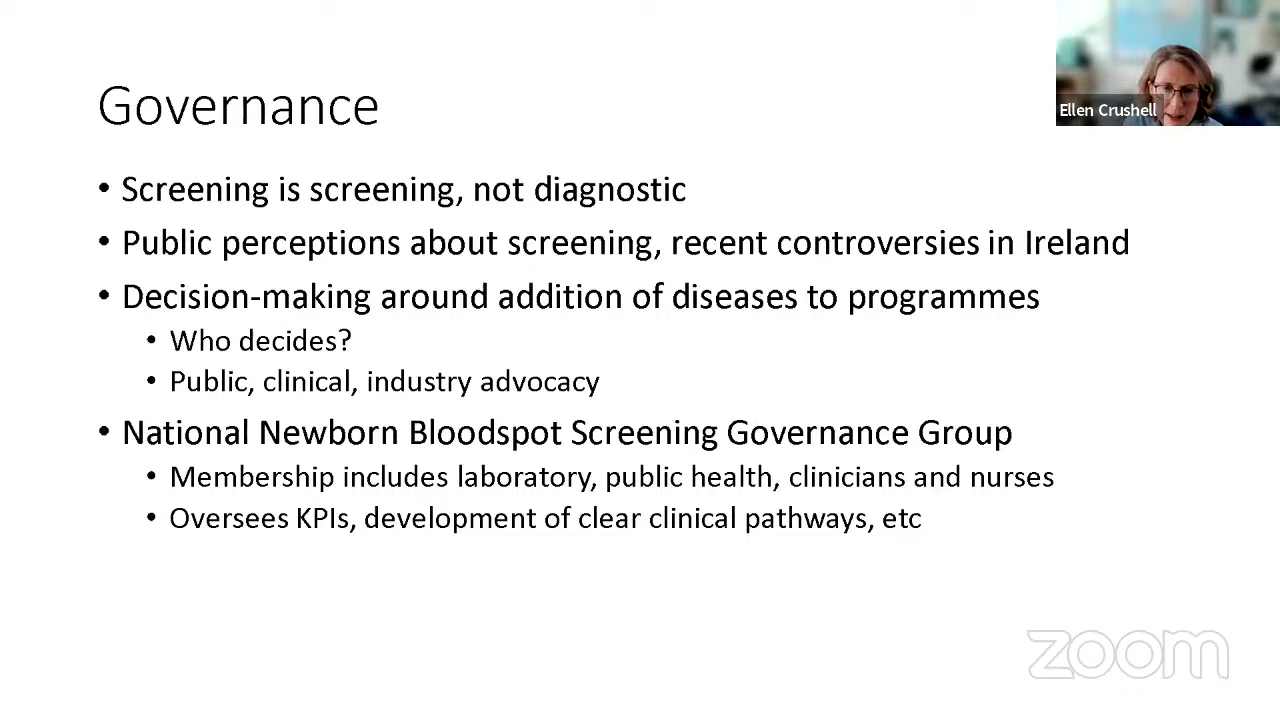 Governance
Ellen Crushell
• Screening is screening, not diagnostic
• Public perceptions about screening, recent controversies in Ireland
• Decision-making around addition of diseases to programmes
• Who decides?
• Public, clinical, industry advocacy
• National Newborn Bloodspot Screening Governance Group
• Membership includes laboratory, public health, clinicians and nurses
• Oversees KPIs, development of clear clinical pathways, etc
zoom